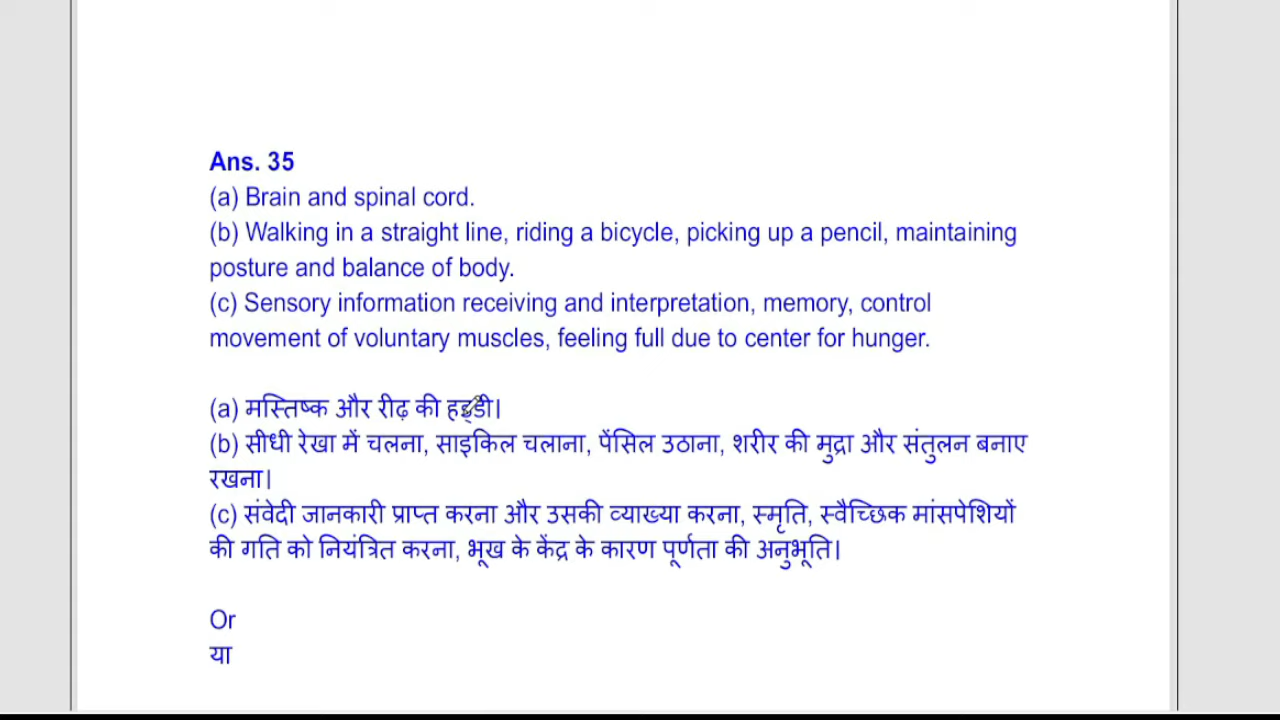 Ans. 35
(a) Brain and spinal cord.
(b) Walking in a straight line, riding a bicycle, picking up a pencil, maintaining
posture and balance of body.
(c) Sensory information receiving and interpretation, memory, control
movement of voluntary muscles, feeling full due to center for hunger.
(a) मस्तिष्क और रीढ़ की हड्डी।
(b) सीधी रेखा में चलना, साइकिल चलाना, पेंसिल उठाना, शरीर की मुद्रा और संतुलन बनाए
रखना।
(c) संवेदी जानकारी प्राप्त करना और उसकी व्याख्या करना, स्मृति, स्वैच्छिक मांसपेशियों
की गति को नियंत्रित करना, भूख के केंद्र के कारण पूर्णता की अनुभूति।
Or
या